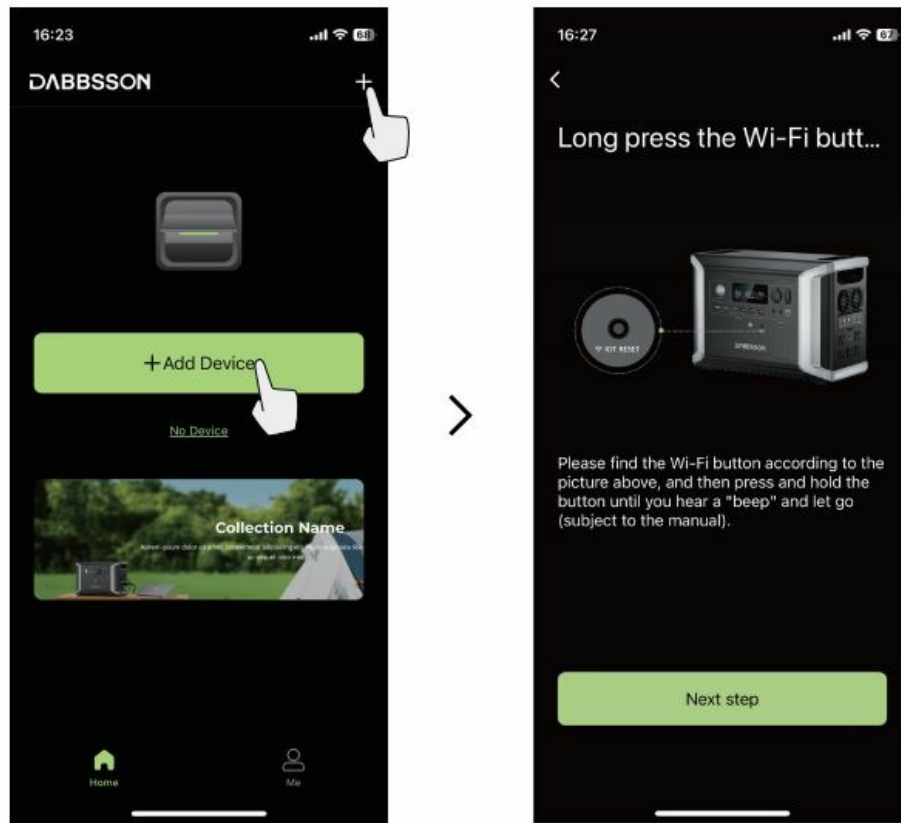 16:23
68
DABBSSON
+
+Add Device
No Device
Collection Name
Home
Me
>
16:27
67
<
Long press the Wi-Fi butt...
IOT RESET
DABBSSON
Please find the Wi-Fi button according to the
picture above, and then press and hold the
button until you hear a "beep" and let go
(subject to the manual).
Next step